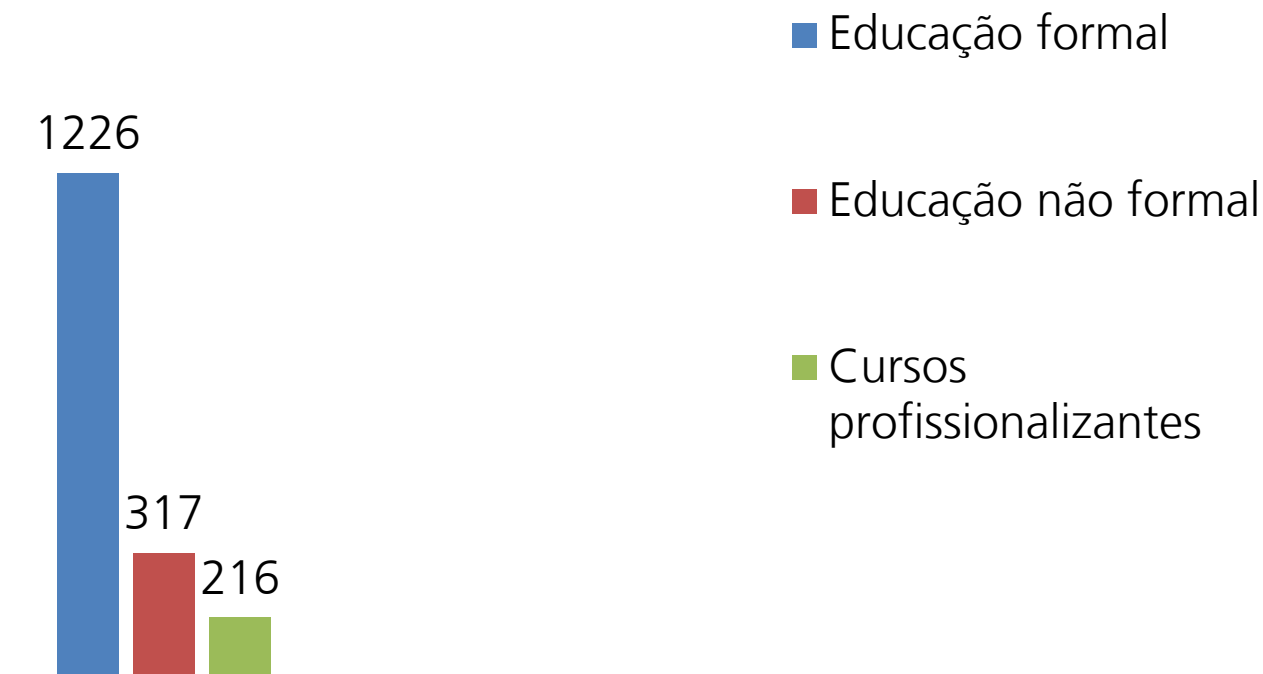 Educação formal
1226
Educação não formal
Cursos
profissionalizantes
317
216